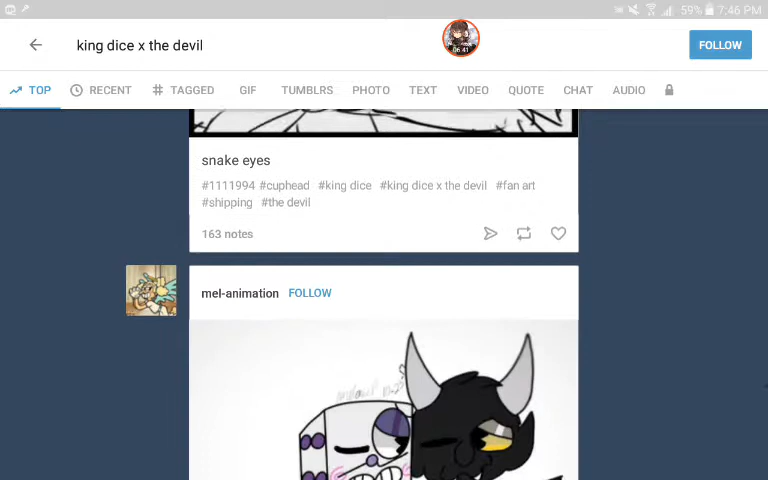 59% 7:46 PM
king dice x the devil
06:41
FOLLOW
TOP RECENT # TAGGED GIF TUMBLRS PHOTO TEXT VIDEO QUOTE CHAT AUDIO
snake eyes
#1111994 #cuphead #king dice #king dice x the devil #fan art
#shipping #the devil
163 notes
mel-animation FOLLOW